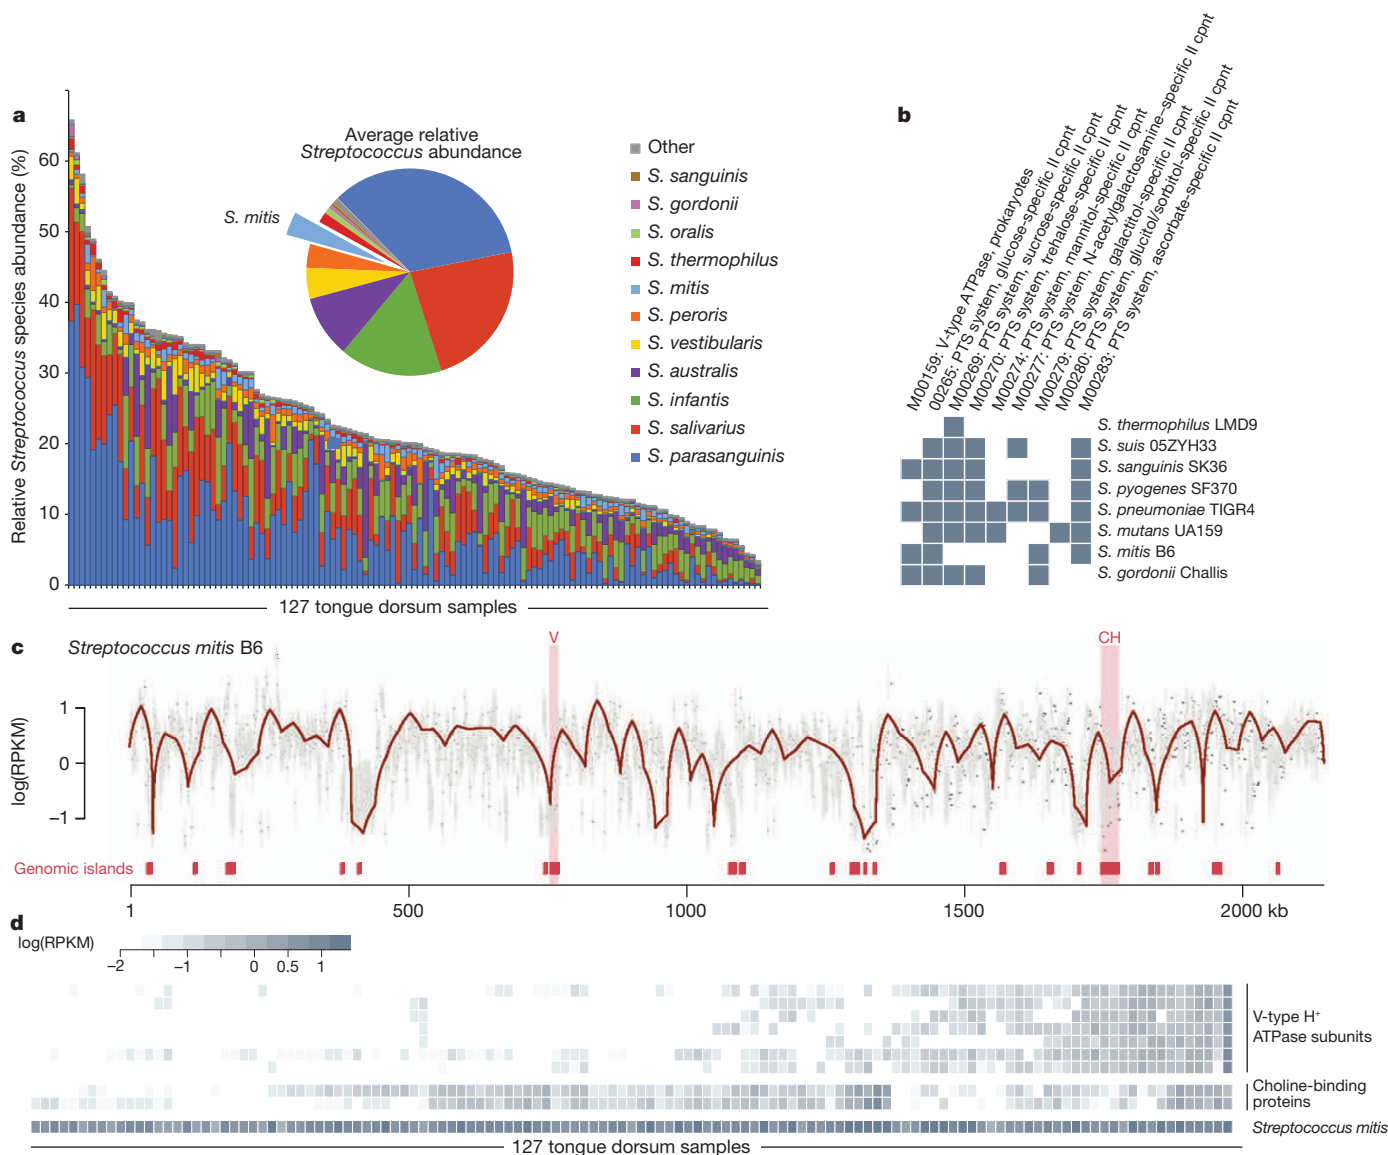 a
Relative Streptococcus species abundance (%)
60
50
40
30
20
10
0
Average relative
Streptococcus abundance
S. mitis
Other
S. sanguinis
S. gordonii
S. oralis
S. thermophilus
S. mitis
S. peroris
S. vestibularis
S. australis
S. infantis
S. salivarius
S. parasanguinis
127 tongue dorsum samples
b
M00159: V-type ATPase, prokaryotes
00265: PTS system, glucose-specific II cpnt
M00269: PTS system, sucrose-specific II cpnt
M00270: PTS system, trehalose-specific II cpnt
M00274: PTS system, mannitol-specific II cpnt
M00277: PTS system, N-acetylgalactosamine-specific II cpnt
M00279: PTS system, galactitol-specific II cpnt
M00280: PTS system, glucitol/sorbitol-specific II cpnt
M00283: PTS system, ascorbate-specific II cpnt
S. thermophilus LMD9
S. suis 05ZYH33
S. sanguinis SK36
S. pyogenes SF370
S. pneumoniae TIGR4
S. mutans UA159
S. mitis B6
S. gordonii Challis
c
Streptococcus mitis B6
V
CH
log(RPKM)
1
0
−1
Genomic islands
1
500
1000
1500
2000 kb
d
log(RPKM)
−2
−1
0
0.5
1
V-type H+
ATPase subunits
Choline-binding
proteins
Streptococcus mitis
127 tongue dorsum samples